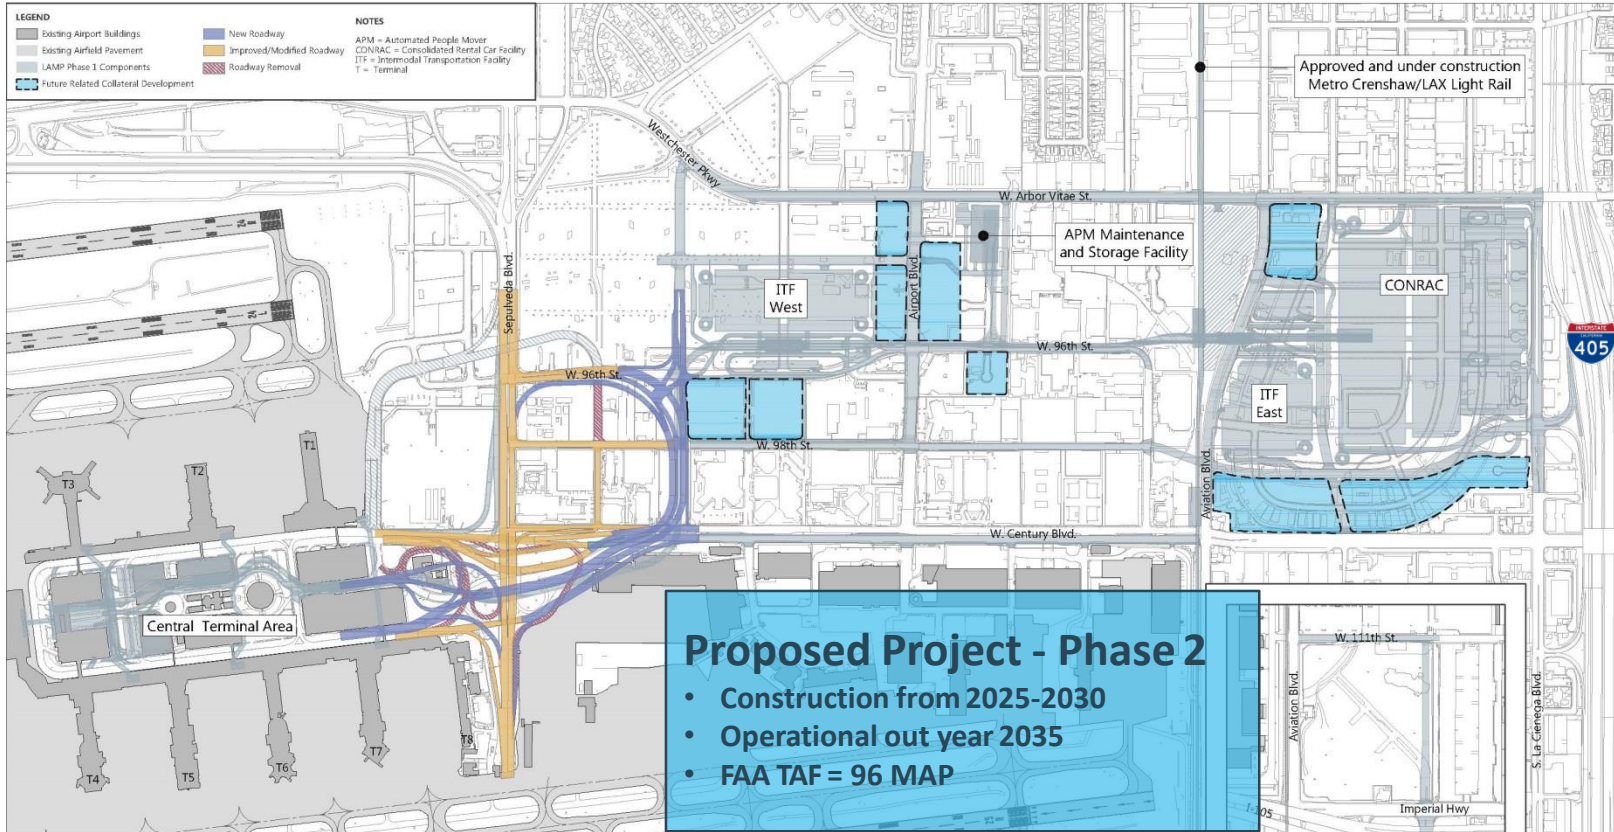 LEGEND
Existing Airport Buildings
Existing Airfield Pavement
LAMP Phase 1 Components
Future Related Collateral Development
New Roadway
Improved/Modified Roadway
Roadway Removal
NOTES
APM = Automated People Mover
CONRAC = Consolidated Rental Car Facility
ITF = Intermodal Transportation Facility
T = Terminal
Approved and under construction
Metro Crenshaw/LAX Light Rail
Westchester Pkwy
W. Arbor Vitae St.
APM Maintenance
and Storage Facility
Sepulveda Blvd.
ITF
West
Airport Blvd.
CONRAC
INTERSTATE
CALIFORNIA
405
W. 96th St.
W. 96th St.
ITF
East
W. 98th St.
T1
T2
T3
Aviation Blvd.
W. Century Blvd.
Central Terminal Area
T4
T5
T6
T7
T8
Proposed Project - Phase 2
• Construction from 2025-2030
• Operational out year 2035
• FAA TAF = 96 MAP
W. 111th St.
Aviation Blvd.
S. La Cienega Blvd.
Imperial Hwy
I-105